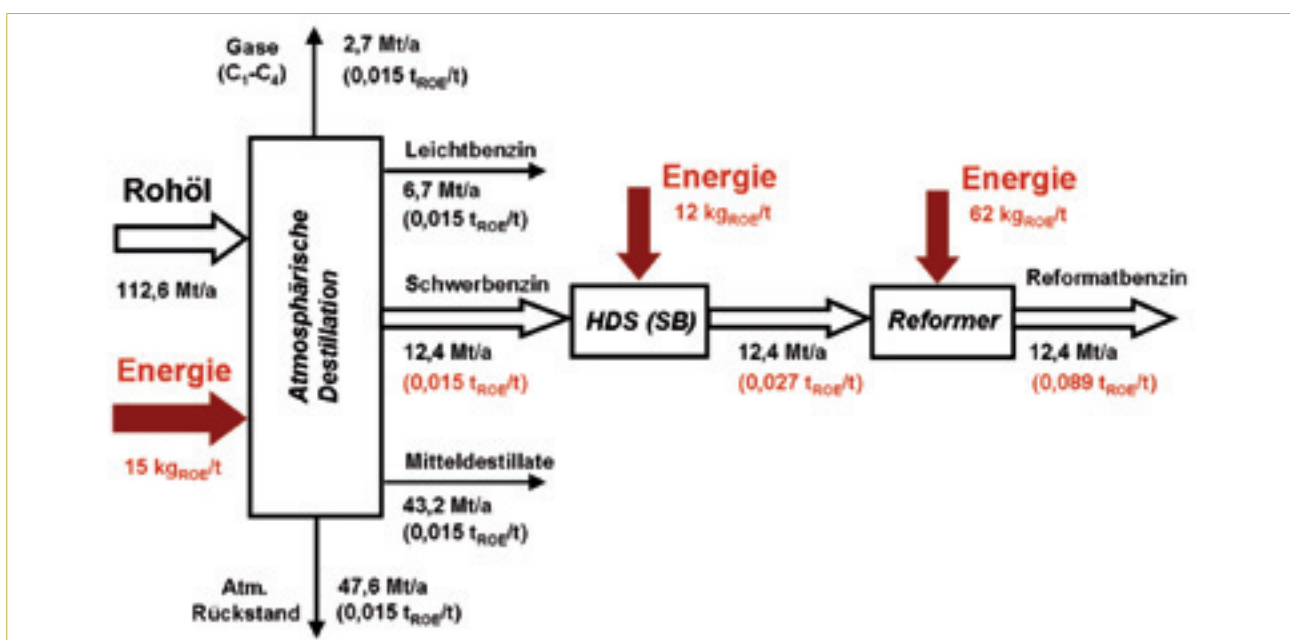 Gase
(C1-C4)
2,7 Mt/a
(0,015 tROE/t)
Rohöl
112,6 Mt/a
Energie
15 kgROE/t
Atmosphärische
Destillation
Leichtbenzin
6,7 Mt/a
(0,015 tROE/t)
Schwerbenzin
12,4 Mt/a
(0,015 tROE/t)
Mitteldestillate
43,2 Mt/a
(0,015 tROE/t)
Atm.
Rückstand
47,6 Mt/a
(0,015 tROE/t)
Energie
12 kgROE/t
HDS (SB)
12,4 Mt/a
(0,027 tROE/t)
Energie
62 kgROE/t
Reformer
Reformatbenzin
12,4 Mt/a
(0,089 tROE/t)